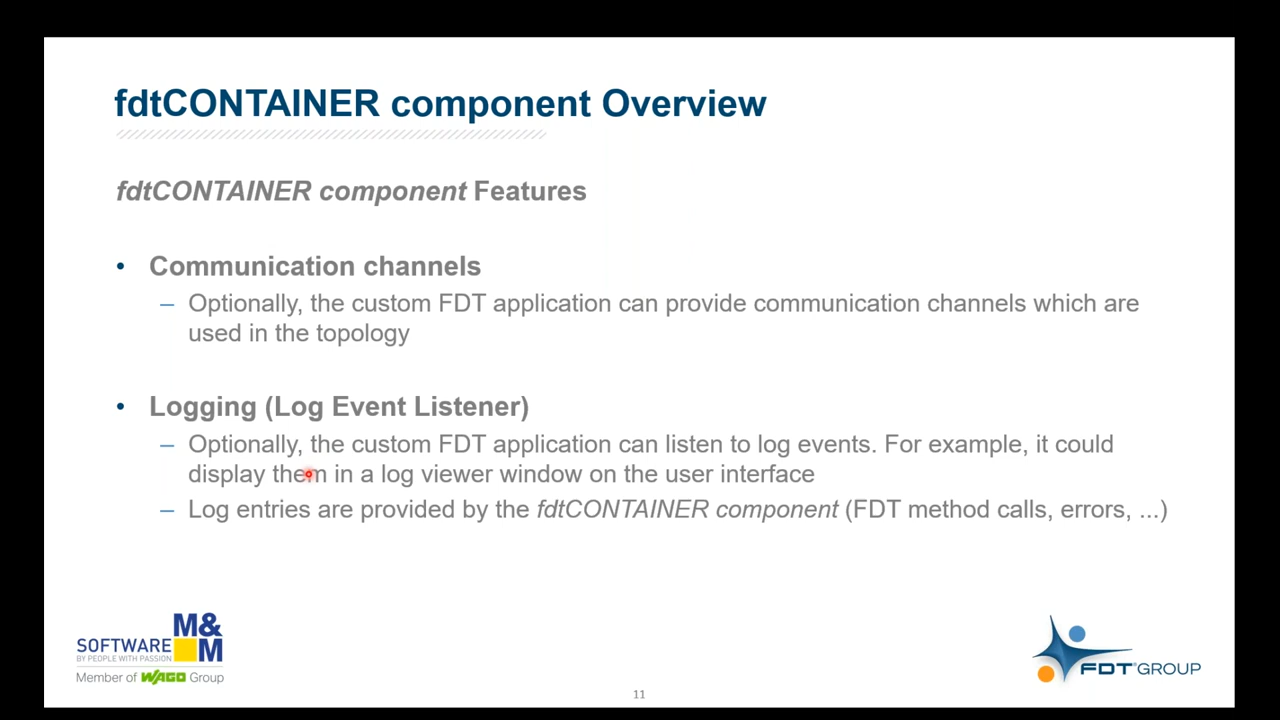 fdtCONTAINER component Overview
fdtCONTAINER component Features
• Communication channels
– Optionally, the custom FDT application can provide communication channels which are
used in the topology
• Logging (Log Event Listener)
– Optionally, the custom FDT application can listen to log events. For example, it could
display them in a log viewer window on the user interface
– Log entries are provided by the fdtCONTAINER component (FDT method calls, errors, ...)
M&
SOFTWARE M
BY PEOPLE WITH PASSION
Member of WAGO Group
FDT® GROUP
11